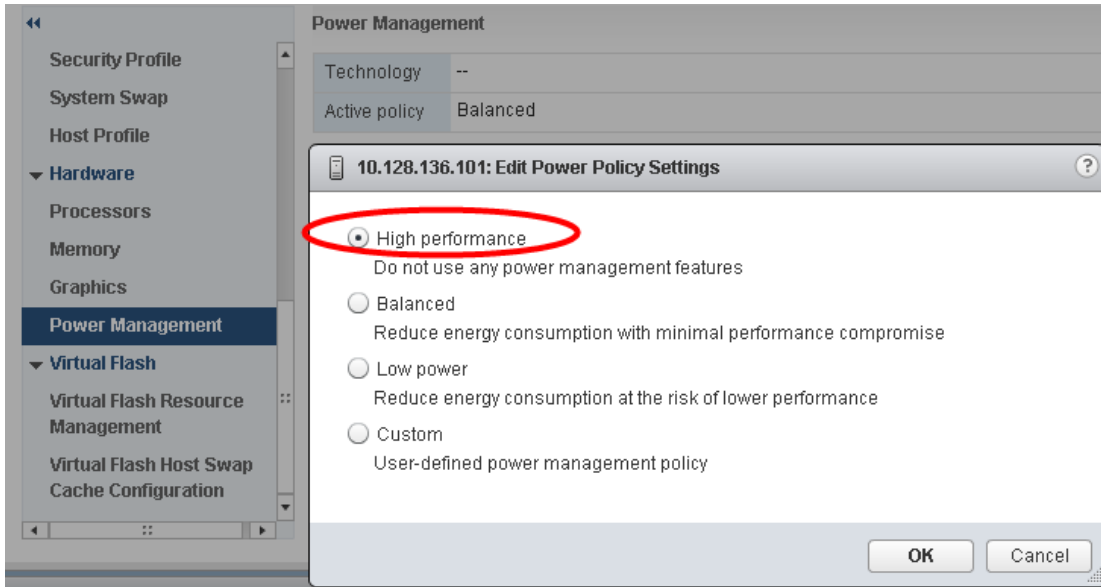 Security Profile
System Swap
Host Profile
Hardware
Processors
Memory
Graphics
Power Management
Virtual Flash
Virtual Flash Resource
Management
Virtual Flash Host Swap
Cache Configuration
Power Management
Technology --
Active policy Balanced
10.128.136.101: Edit Power Policy Settings ?
High performance
Do not use any power management features
Balanced
Reduce energy consumption with minimal performance compromise
Low power
Reduce energy consumption at the risk of lower performance
Custom
User-defined power management policy
OK Cancel